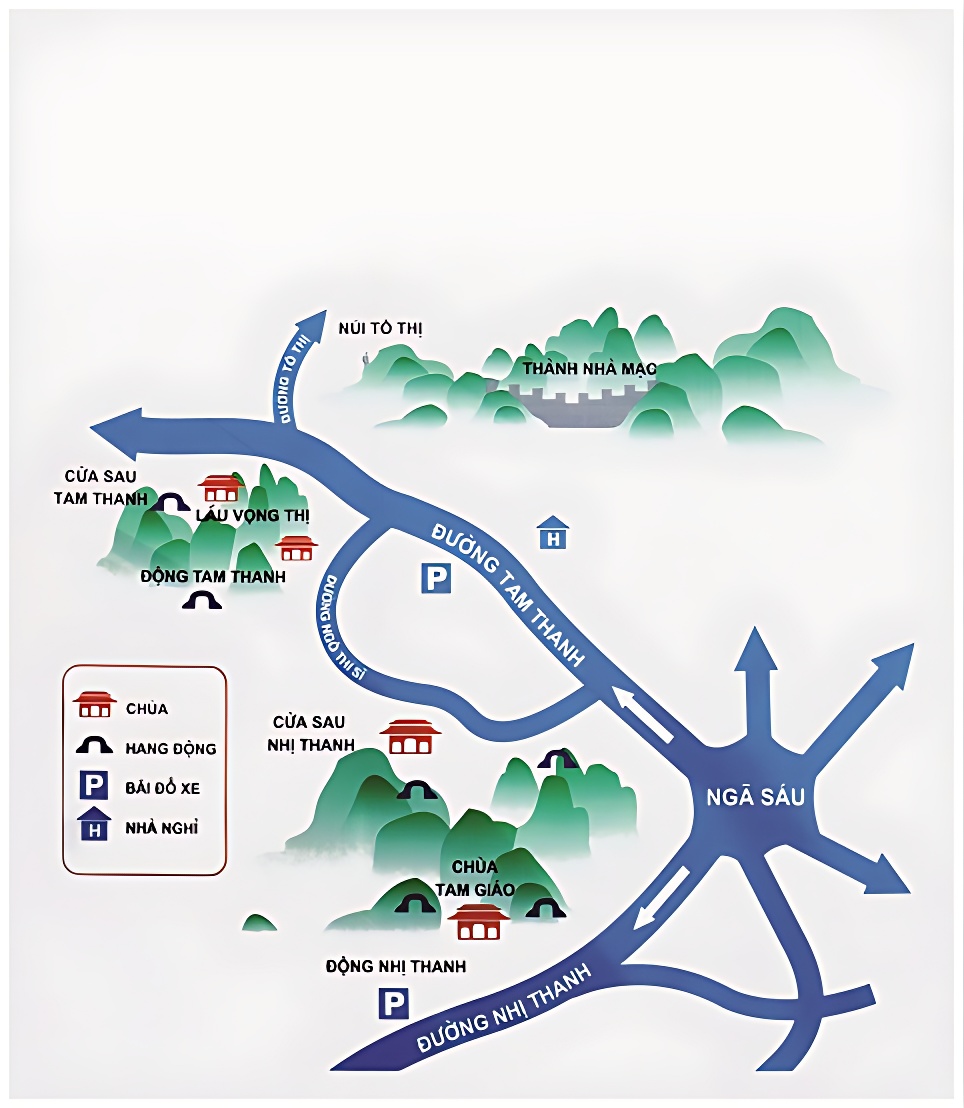 NÚI TÔ THỊ
ĐƯỜNG TÔ THỊ
THÀNH NHÀ MẠC
CỬA SAU
TAM THANH
LẦU VỌNG THỊ
ĐỘNG TAM THANH
H
ĐƯỜNG TAM THANH
P
ĐƯỜNG NGÔ THÌ SĨ
CHÙA
HANG ĐỘNG
P BÃI ĐỖ XE
H NHÀ NGHỈ
CỬA SAU
NHỊ THANH
NGÃ SÁU
CHÙA
TAM GIÁO
ĐỘNG NHỊ THANH
P
ĐƯỜNG NHỊ THANH